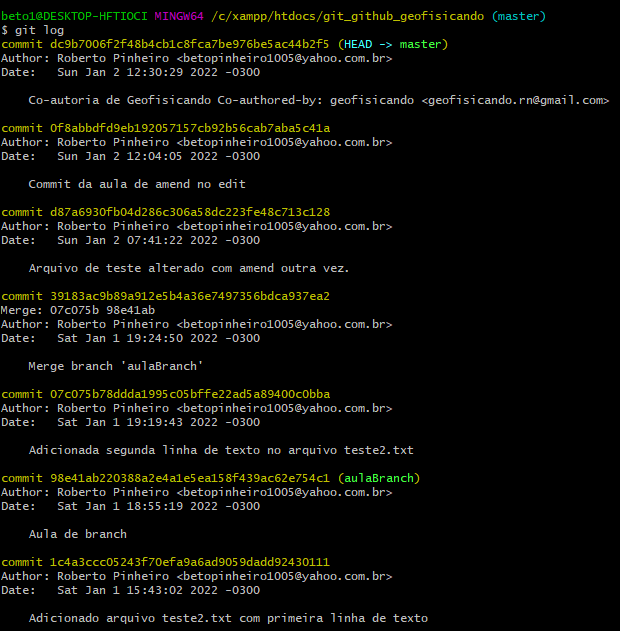 beto1@DESKTOP-HFTIOCI MINGW64 /c/xampp/htdocs/git_github_geofisicando (master)
$ git log
commit dc9b7006f2f48b4cb1c8fca7be976be5ac44b2f5 (HEAD -> master)
Author: Roberto Pinheiro <betopinheiro1005@yahoo.com.br>
Date:   Sun Jan 2 12:30:29 2022 -0300
Co-autoria de Geofisicando Co-authored-by: geofisicando <geofisicando.rn@gmail.com>
commit 0f8abbdfd9eb192057157cb92b56cab7aba5c41a
Author: Roberto Pinheiro <betopinheiro1005@yahoo.com.br>
Date:   Sun Jan 2 12:04:05 2022 -0300
Commit da aula de amend no edit
commit d87a6930fb04d286c306a58dc223fe48c713c128
Author: Roberto Pinheiro <betopinheiro1005@yahoo.com.br>
Date:   Sun Jan 2 07:41:22 2022 -0300
Arquivo de teste alterado com amend outra vez.
commit 39183ac9b89a912e5b4a36e7497356bdca937ea2
Merge: 07c075b 98e41ab
Author: Roberto Pinheiro <betopinheiro1005@yahoo.com.br>
Date:   Sat Jan 1 19:24:50 2022 -0300
Merge branch 'aulaBranch'
commit 07c075b78ddda1995c05bffe22ad5a89400c0bba
Author: Roberto Pinheiro <betopinheiro1005@yahoo.com.br>
Date:   Sat Jan 1 19:19:43 2022 -0300
Adicionada segunda linha de texto no arquivo teste2.txt
commit 98e41ab220388a2e4a1e5ea158f439ac62e754c1 (aulaBranch)
Author: Roberto Pinheiro <betopinheiro1005@yahoo.com.br>
Date:   Sat Jan 1 18:55:19 2022 -0300
Aula de branch
commit 1c4a3ccc05243f70efa9a6ad9059dadd92430111
Author: Roberto Pinheiro <betopinheiro1005@yahoo.com.br>
Date:   Sat Jan 1 15:43:02 2022 -0300
Adicionado arquivo teste2.txt com primeira linha de texto